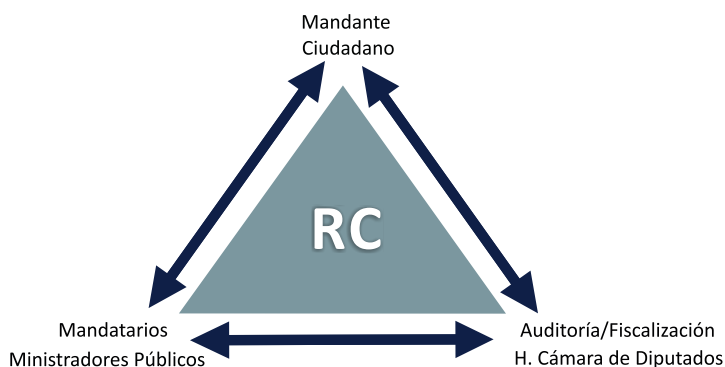 Mandante
Ciudadano
RC
Mandatarios
Ministradores Públicos
Auditoría/Fiscalización
H. Cámara de Diputados